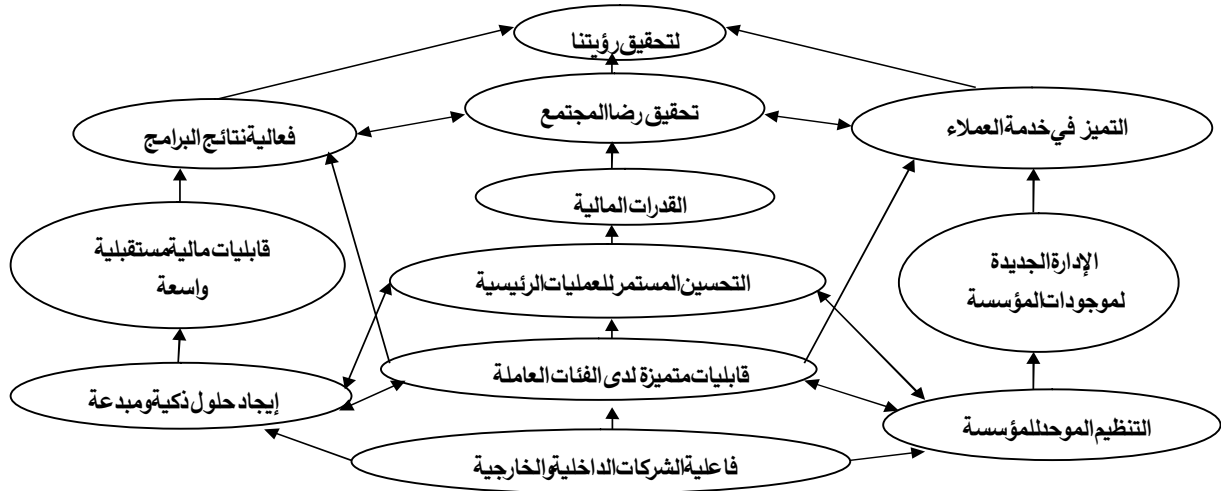 لتحقيق رؤيتنا
تحقيق رضا المجتمع
التميز في خدمة العملاء
فعالية نتائج البرامج
القدرات المالية
قابليات مالية مستقبلية
واسعة
الإدارة الجديدة
لموجودات المؤسسة
التحسين المستمر للعمليات الرئيسية
قابليات متميزة لدى الفئات العاملة
إيجاد حلول ذكية ومبدعة
التنظيم الموحد للمؤسسة
فاعلية الشركات الداخلية والخارجية